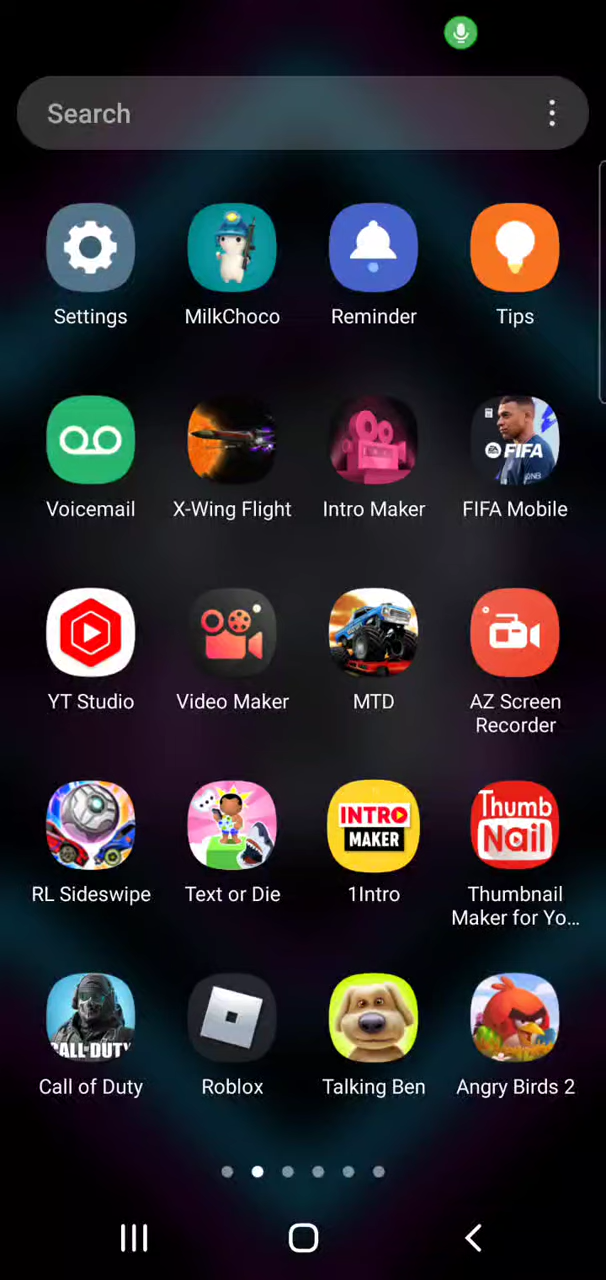 Search
Settings
MilkChoco
Reminder
Tips
EA FIFA
Voicemail
X-Wing Flight
Intro Maker
FIFA Mobile
YT Studio
Video Maker
MTD
AZ Screen
Recorder
INTRO
MAKER
Thumb
Nail
RL Sideswipe
Text or Die
1Intro
Thumbnail
Maker for Yo...
CALL OF DUTY
Call of Duty
Roblox
Talking Ben
Angry Birds 2